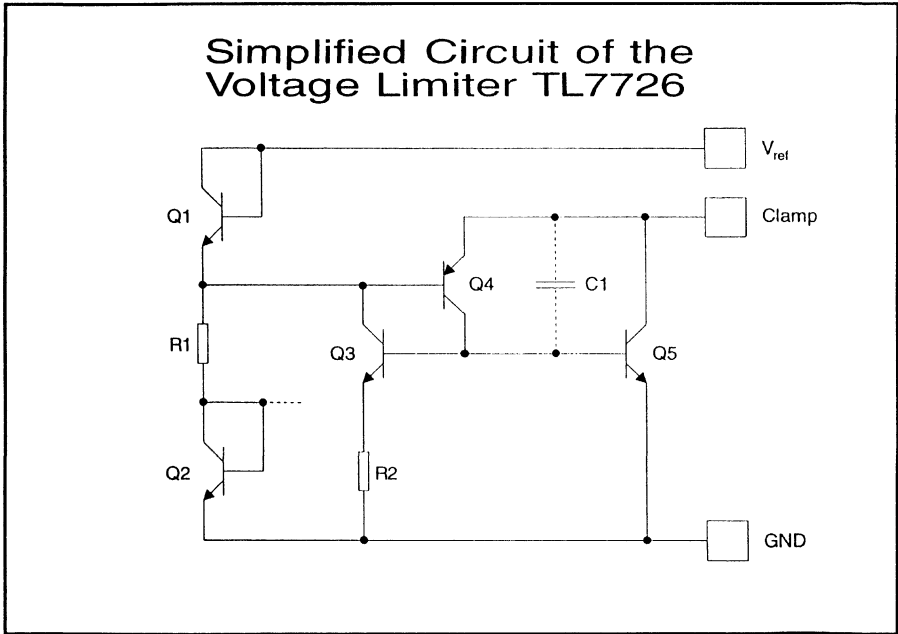 Simplified Circuit of the
Voltage Limiter TL7726
Vref
Q1
Clamp
Q4
C1
R1
Q3
Q5
Q2
R2
GND